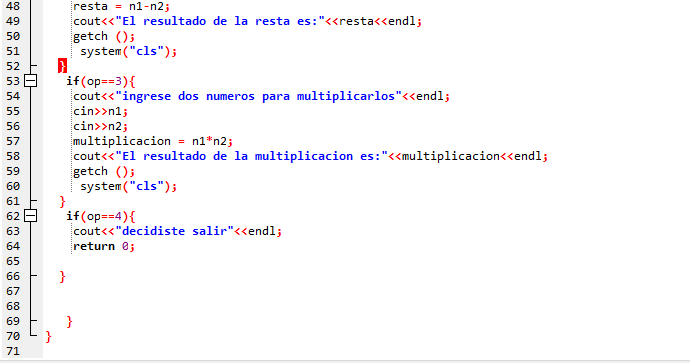 48 resta = n1-n2;
49 cout<<"El resultado de la resta es:"<<resta<<endl;
50 getch ();
51 system("cls");
52 }
53 if(op==3){
54 cout<<"ingrese dos numeros para multiplicarlos"<<endl;
55 cin>>n1;
56 cin>>n2;
57 multiplicacion = n1*n2;
58 cout<<"El resultado de la multiplicacion es:"<<multiplicacion<<endl;
59 getch ();
60 system("cls");
61 }
62 if(op==4){
63 cout<<"decidiste salir"<<endl;
64 return 0;
65
66 }
67
68
69 }
70 }
71